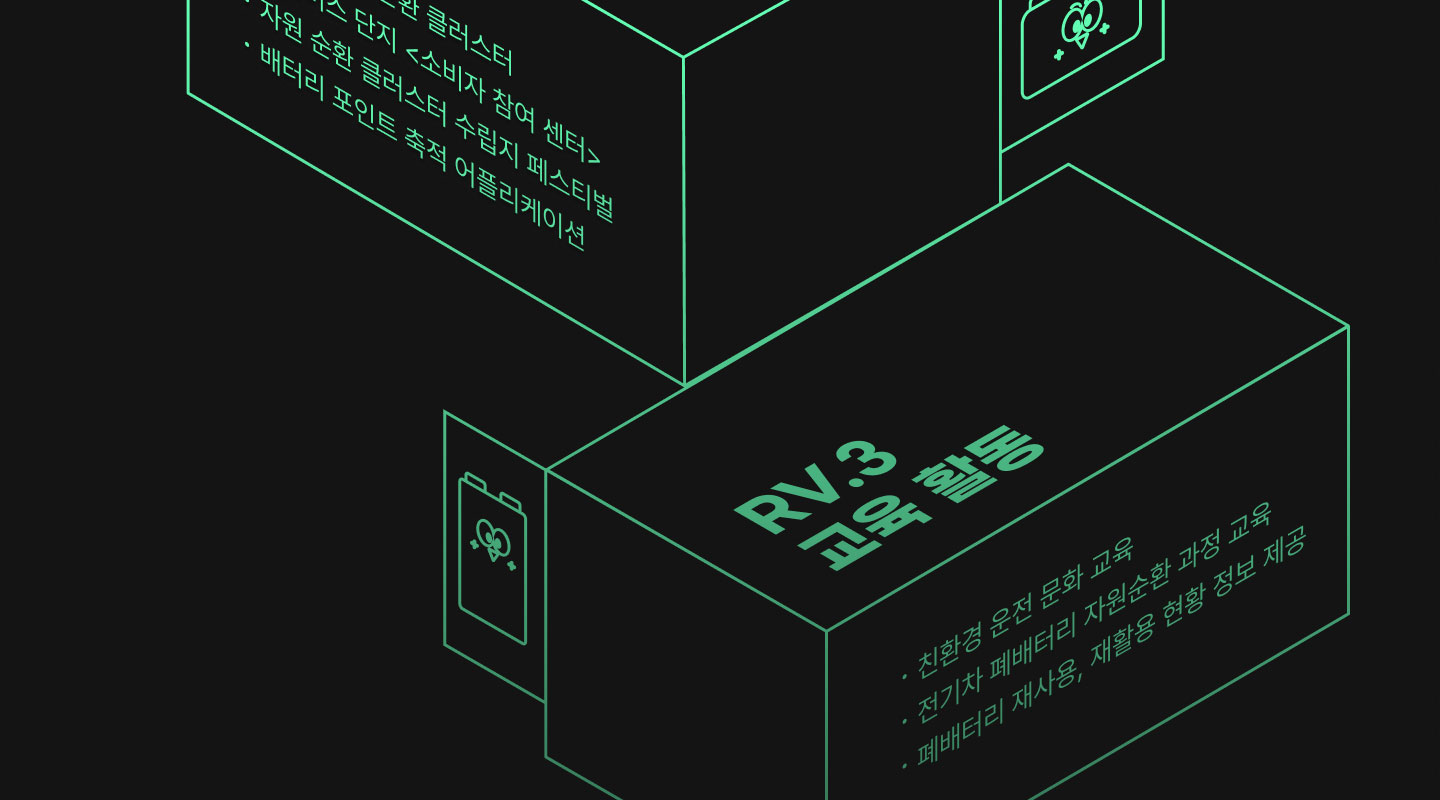 클러스터
단지 <소비자 참여 센터>
• 자원 순환 클러스터 수립지 페스티벌
• 배터리 포인트 축적 어플리케이션
RV.3
교육 활동
• 친환경 운전 문화 교육
• 전기차 폐배터리 자원순환 과정 교육
• 폐배터리 재사용, 재활용 현황 정보 제공